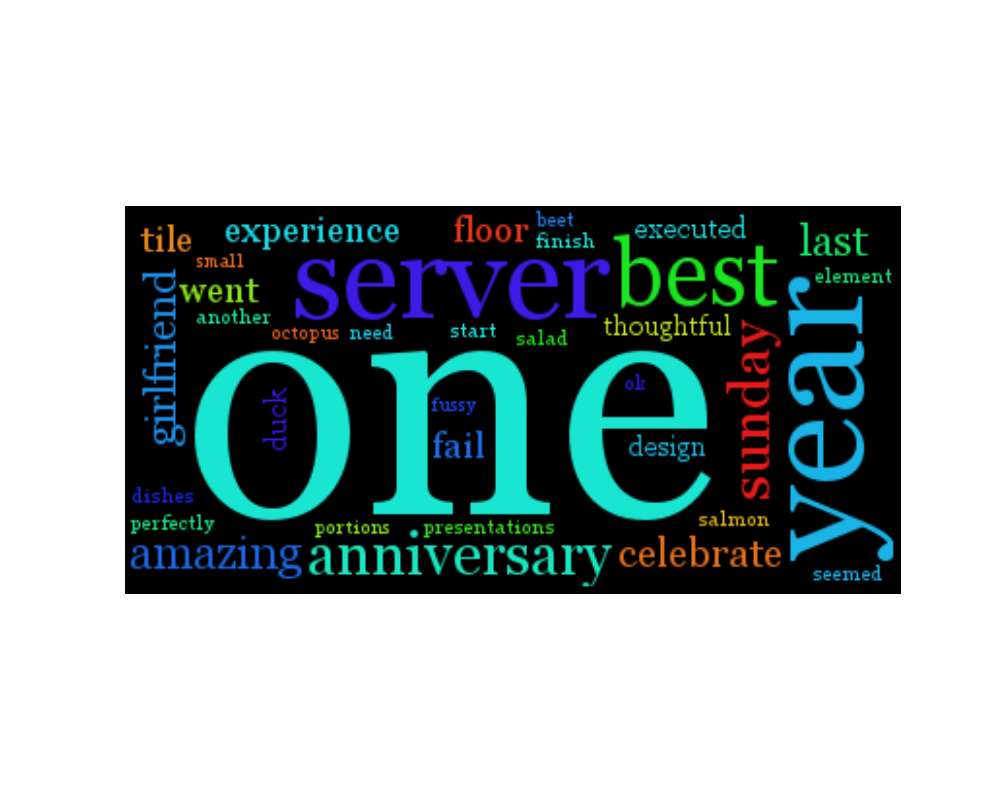 tile
experience
floor
beet
finish
executed
last
small
server
best
element
girlfriend
went
another
octopus
need
start
salad
thoughtful
year
one
sunday
duck
fussy
ok
fail
design
dishes
perfectly
portions
presentations
salmon
amazing
anniversary
celebrate
seemed